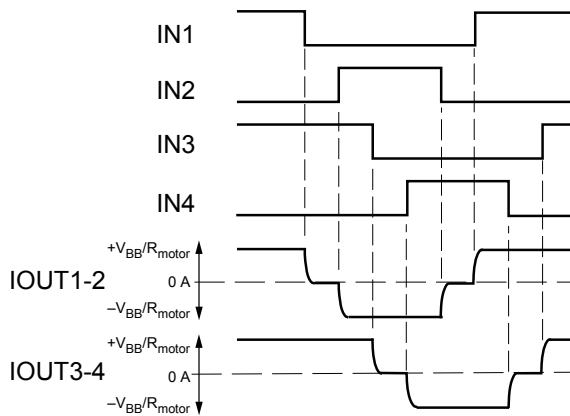 IN1
IN2
IN3
IN4
+VBB/Rmotor
IOUT1-2
0 A
–VBB/Rmotor
+VBB/Rmotor
IOUT3-4
0 A
–VBB/Rmotor